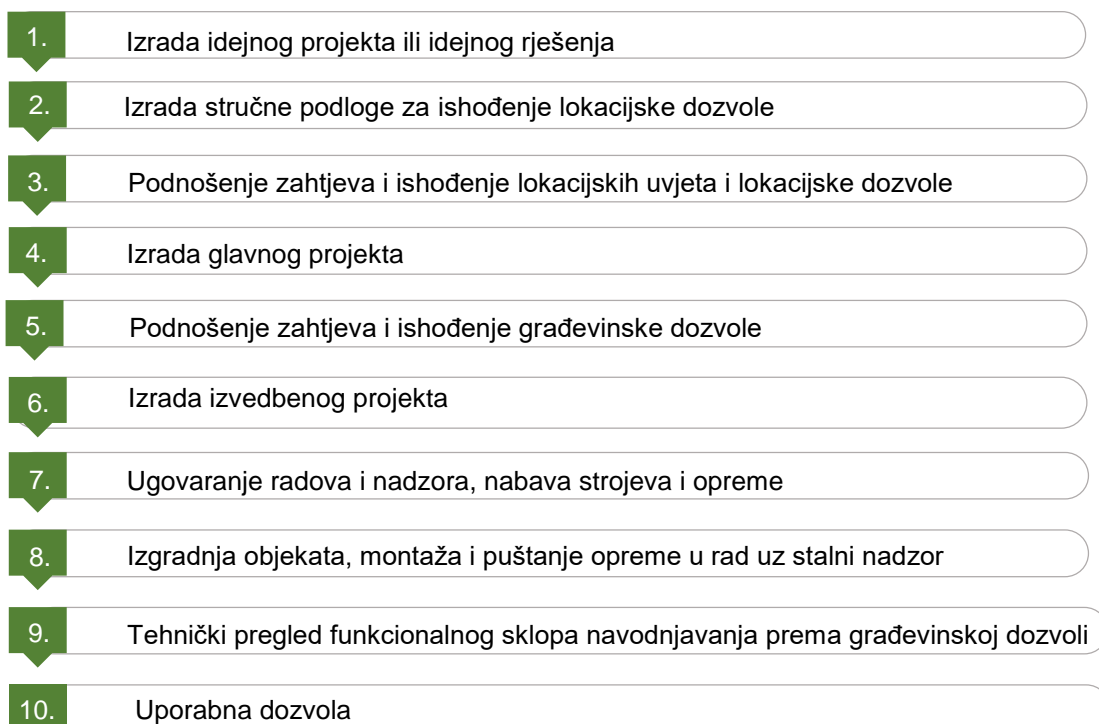 1. Izrada idejnog projekta ili idejnog rješenja
2. Izrada stručne podloge za ishođenje lokacijske dozvole
3. Podnošenje zahtjeva i ishođenje lokacijskih uvjeta i lokacijske dozvole
4. Izrada glavnog projekta
5. Podnošenje zahtjeva i ishođenje građevinske dozvole
6. Izrada izvedbenog projekta
7. Ugovaranje radova i nadzora, nabava strojeva i opreme
8. Izgradnja objekata, montaža i puštanje opreme u rad uz stalni nadzor
9. Tehnički pregled funkcionalnog sklopa navodnjavanja prema građevinskoj dozvoli
10. Uporabna dozvola